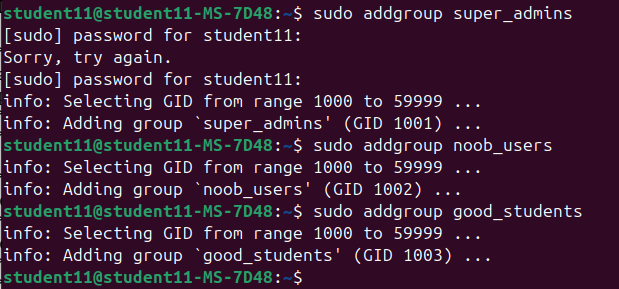 student11@student11-MS-7D48:~$ sudo addgroup super_admins
[sudo] password for student11:
Sorry, try again.
[sudo] password for student11:
info: Selecting GID from range 1000 to 59999 ...
info: Adding group `super_admins' (GID 1001) ...
student11@student11-MS-7D48:~$ sudo addgroup noob_users
info: Selecting GID from range 1000 to 59999 ...
info: Adding group `noob_users' (GID 1002) ...
student11@student11-MS-7D48:~$ sudo addgroup good_students
info: Selecting GID from range 1000 to 59999 ...
info: Adding group `good_students' (GID 1003) ...
student11@student11-MS-7D48:~$